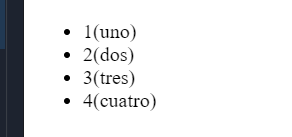 1(uno)
2(dos)
3(tres)
4(cuatro)